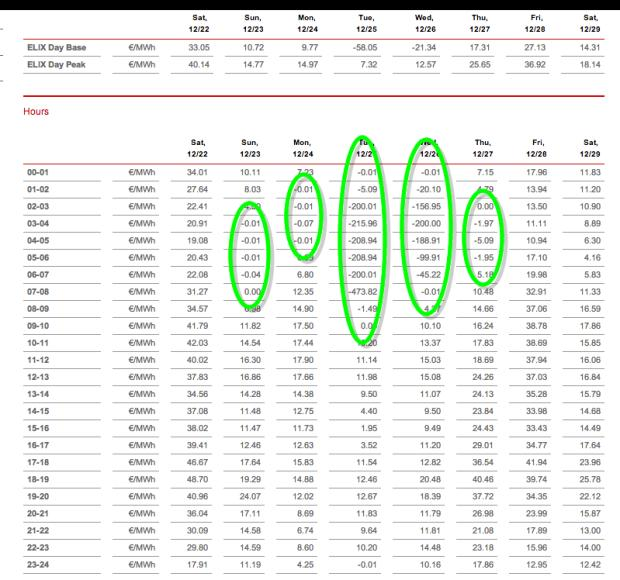 Sat, Sun, Mon, Tue, Wed, Thu, Fri, Sat,
12/22 12/23 12/24 12/25 12/26 12/27 12/28 12/29
ELIX Day Base €/MWh 33.05 10.72 9.77 -58.05 -21.34 17.31 27.13 14.31
ELIX Day Peak €/MWh 40.14 14.77 14.97 7.32 12.57 25.65 36.92 18.14
Hours
Sat, Sun, Mon, Tue, Wed, Thu, Fri, Sat,
12/22 12/23 12/24 12/25 12/26 12/27 12/28 12/29
00-01 €/MWh 34.01 10.11 7.23 -0.01 -0.01 7.15 17.96 11.83
01-02 €/MWh 27.64 8.03 -0.01 -5.09 -20.10 4.79 13.94 11.20
02-03 €/MWh 22.41 -0.01 -200.01 -156.95 0.00 13.50 10.90
03-04 €/MWh 20.91 -0.01 -0.07 -215.96 -200.00 -1.97 11.11 8.89
04-05 €/MWh 19.08 -0.01 -0.01 -208.94 -188.91 -5.09 10.94 6.30
05-06 €/MWh 20.43 -0.01 -208.94 -99.91 -1.95 17.10 4.16
06-07 €/MWh 22.08 -0.04 6.80 -200.01 -45.22 5.18 19.98 5.83
07-08 €/MWh 31.27 0.00 12.35 -473.82 -0.01 10.48 32.91 11.33
08-09 €/MWh 34.57 14.90 -1.49 14.66 37.06 16.59
09-10 €/MWh 41.79 11.82 17.50 10.10 16.24 38.78 17.86
10-11 €/MWh 42.03 14.54 17.44 13.37 17.83 38.69 15.85
11-12 €/MWh 40.02 16.30 17.90 11.14 15.03 18.69 37.94 16.06
12-13 €/MWh 37.83 16.86 17.66 11.98 15.08 24.26 37.03 16.84
13-14 €/MWh 34.56 14.28 14.38 9.50 11.07 24.13 35.28 15.79
14-15 €/MWh 37.08 11.48 12.75 4.40 9.50 23.84 33.98 14.68
15-16 €/MWh 38.02 11.47 11.73 1.95 9.49 24.43 33.43 14.49
16-17 €/MWh 39.41 12.46 12.63 3.52 11.20 29.01 34.77 17.64
17-18 €/MWh 46.67 17.64 15.83 11.54 12.82 36.54 41.94 23.96
18-19 €/MWh 48.70 19.29 14.88 12.46 20.48 40.46 39.74 25.78
19-20 €/MWh 40.96 24.07 12.02 12.67 18.39 37.72 34.35 22.12
20-21 €/MWh 36.04 17.11 8.69 11.83 11.79 26.98 23.99 15.87
21-22 €/MWh 30.09 14.58 6.74 9.64 11.81 21.08 17.89 13.00
22-23 €/MWh 29.80 14.59 8.60 10.20 14.48 23.18 15.96 14.00
23-24 €/MWh 17.91 11.19 4.25 -0.01 10.16 17.86 12.95 12.42